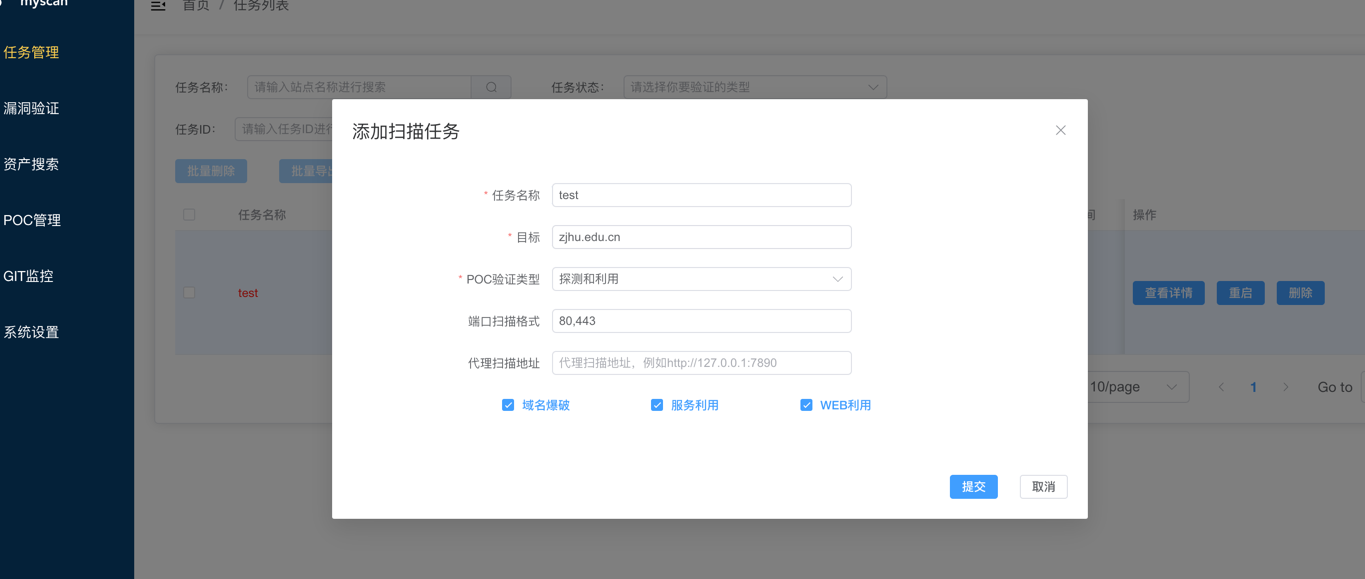 myscan
首页 / 任务列表
任务管理
漏洞验证
资产搜索
POC管理
GIT监控
系统设置
任务名称： 请输入站点名称进行搜索 任务状态： 请选择你要验证的类型
任务ID： 请输入任务ID进行
批量删除 批量导出
任务名称 间 操作
test 查看详情 重启 删除
10/page 1 Go to
添加扫描任务
* 任务名称 test
* 目标 zjhu.edu.cn
* POC验证类型 探测和利用
端口扫描格式 80,443
代理扫描地址 代理扫描地址，例如http://127.0.0.1:7890
域名爆破 服务利用 WEB利用
提交 取消